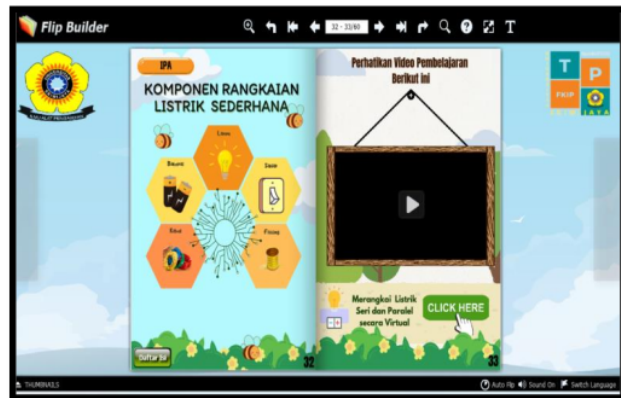 Flip Builder
32 - 33/60
T
IPA
KOMPONEN RANGKAIAN
LISTRIK SEDERHANA
Lampu
Baterai
Saklar
Kabel
Daftar Isi
32
Perhatikan Video Pembelajaran
Berikut ini
Merangkai Listrik
Seri dan Paralel
secara Virtual
CLICK HERE
33
T
P
FKIP
THUMBNAILS
Auto Flip
Sound On
Switch Language